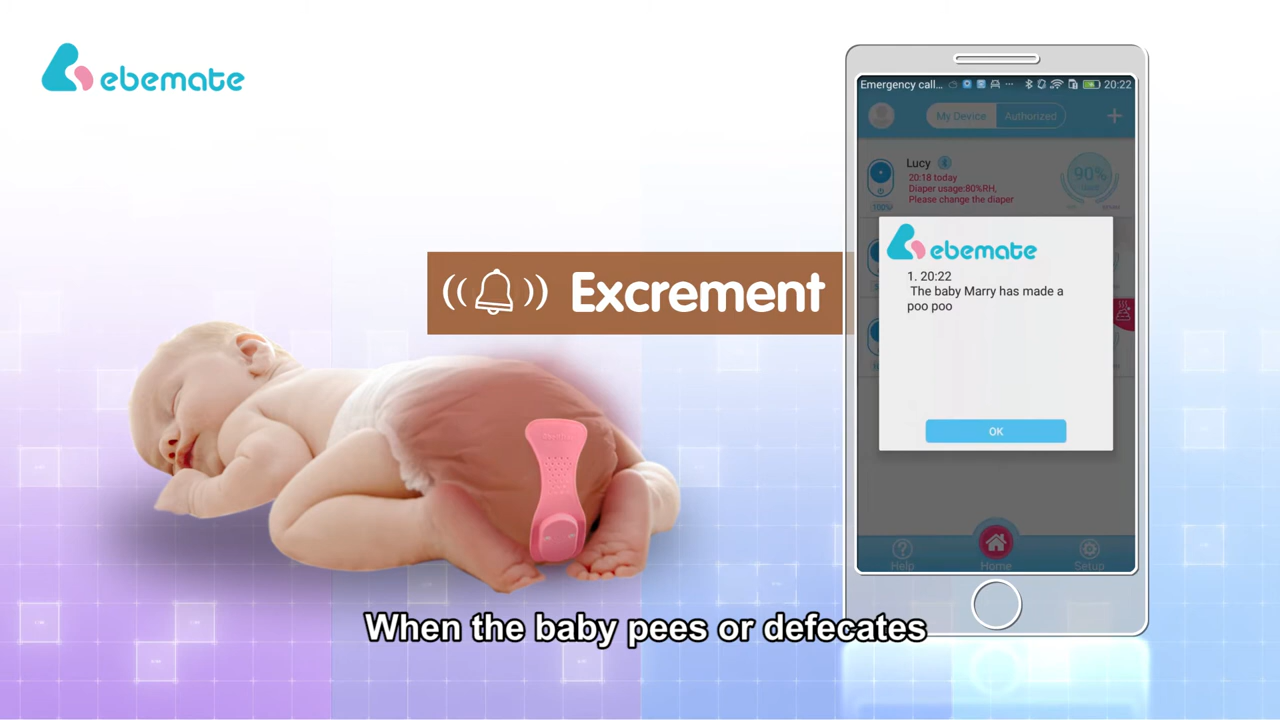 ebemate
Emergency call... 20:22
My Device Authorized +
Lucy
20:18 today
Diaper usage:80%RH,
Please change the diaper
90%
100%
ebemate
1. 20:22
The baby Marry has made a
poo poo
OK
Excrement
Help Home Setup
When the baby pees or defecates